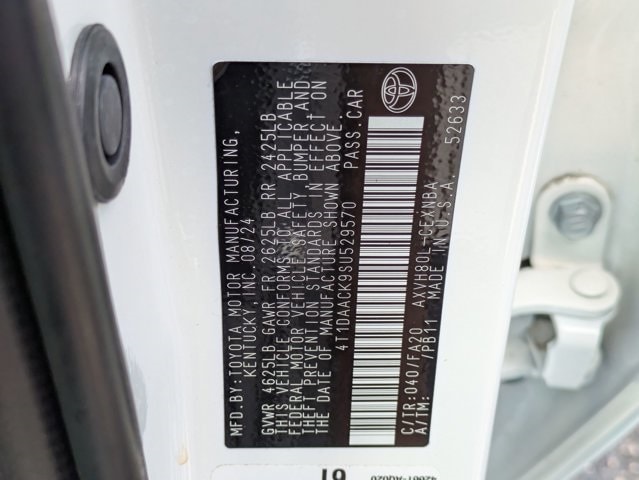 MFD. BY: TOYOTA MOTOR MANUFACTURING,
KENTUCKY, INC. 08/24
GVWR 4625LB GAWR FR 2625LB RR 2425LB
THIS VEHICLE CONFORMS TO ALL APPLICABLE
FEDERAL MOTOR VEHICLE SAFETY, BUMPER AND
THEFT PREVENTION STANDARDS IN EFFECT ON
THE DATE OF MANUFACTURE SHOWN ABOVE.
4T1DAACK9SU529570 PASS.CAR
C/TR:040/FA20 AXVH80L-CEXNBA
A/TM: /PB11 MADE IN U.S.A. 52633
61